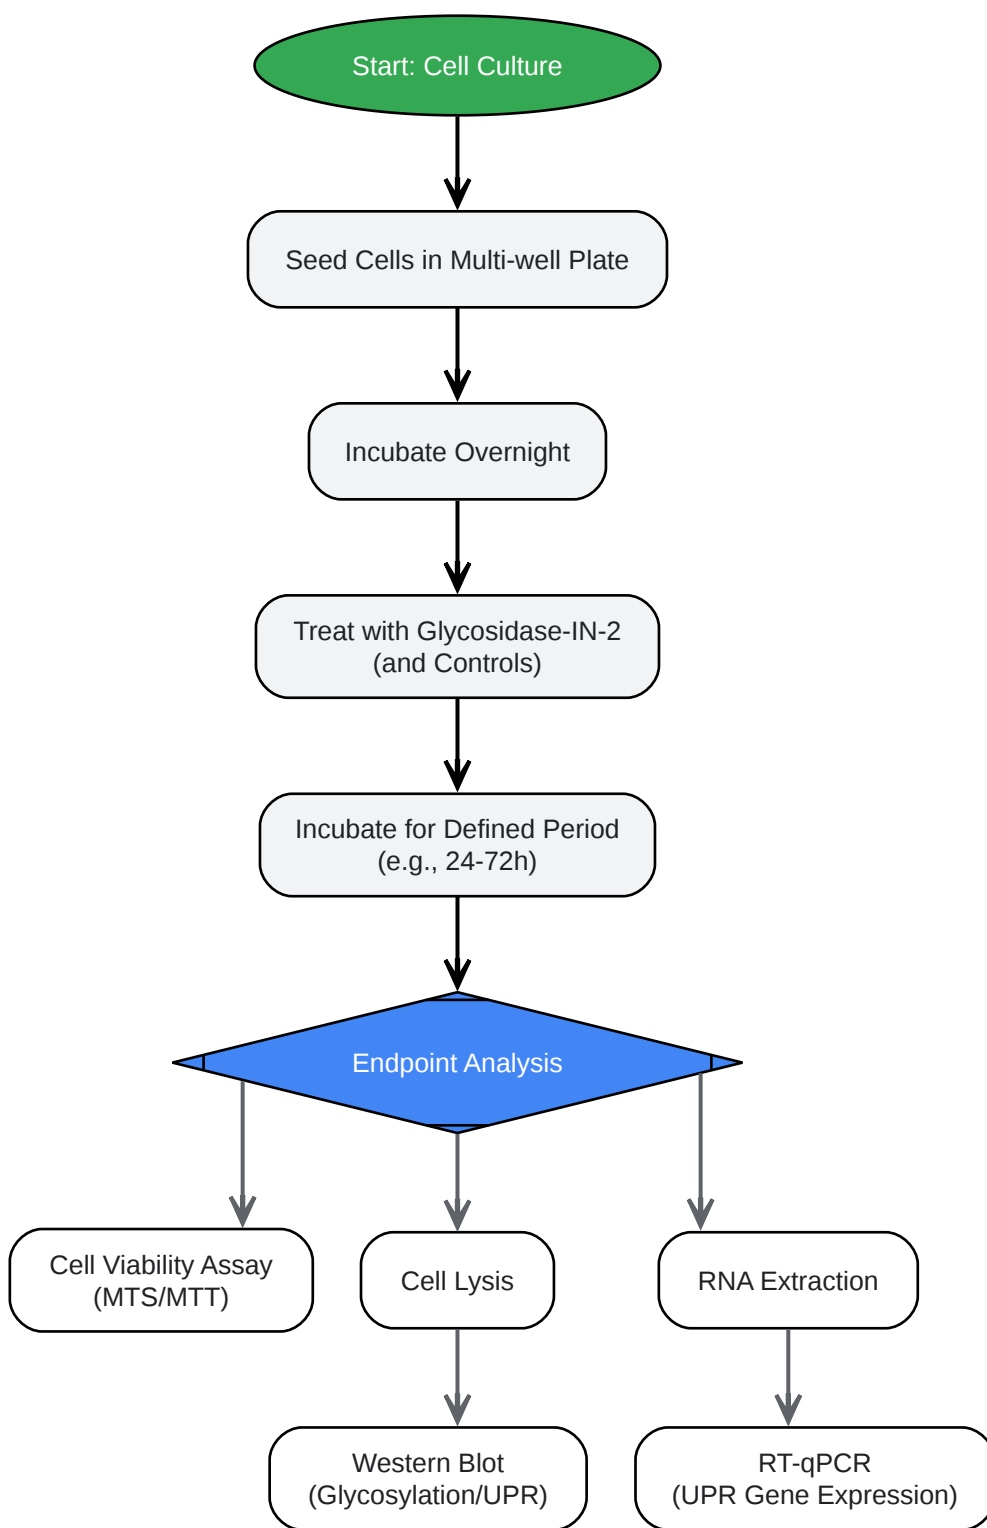 Start: Cell Culture
Seed Cells in Multi-well Plate
Incubate Overnight
Treat with Glycosidase-IN-2
(and Controls)
Incubate for Defined Period
(e.g., 24-72h)
Endpoint Analysis
Cell Viability Assay
(MTS/MTT)
Cell Lysis
RNA Extraction
Western Blot
(Glycosylation/UPR)
RT-qPCR
(UPR Gene Expression)